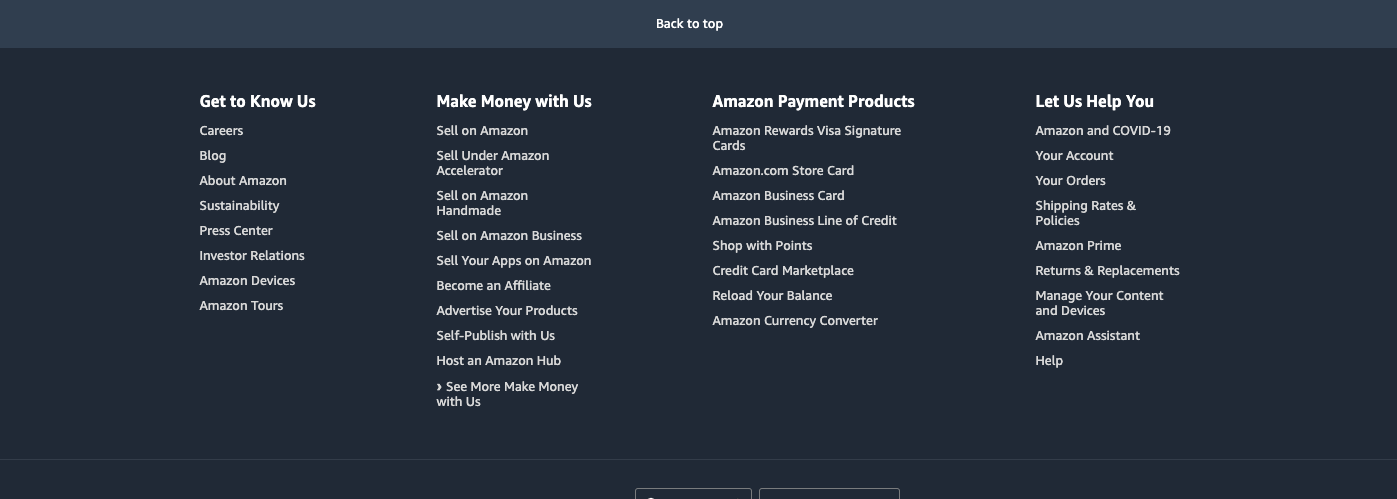 Back to top
Get to Know Us
Careers
Blog
About Amazon
Sustainability
Press Center
Investor Relations
Amazon Devices
Amazon Tours
Make Money with Us
Sell on Amazon
Sell Under Amazon
Accelerator
Sell on Amazon
Handmade
Sell on Amazon Business
Sell Your Apps on Amazon
Become an Affiliate
Advertise Your Products
Self-Publish with Us
Host an Amazon Hub
› See More Make Money
with Us
Amazon Payment Products
Amazon Rewards Visa Signature
Cards
Amazon.com Store Card
Amazon Business Card
Amazon Business Line of Credit
Shop with Points
Credit Card Marketplace
Reload Your Balance
Amazon Currency Converter
Let Us Help You
Amazon and COVID-19
Your Account
Your Orders
Shipping Rates &
Policies
Amazon Prime
Returns & Replacements
Manage Your Content
and Devices
Amazon Assistant
Help